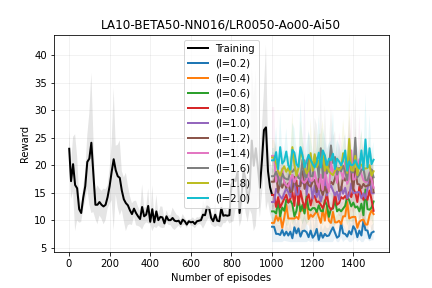 LA10-BETA50-NN016/LR0050-Ao00-Ai50
Reward
40
35
30
25
20
15
10
5
Training
(l=0.2)
(l=0.4)
(l=0.6)
(l=0.8)
(l=1.0)
(l=1.2)
(l=1.4)
(l=1.6)
(l=1.8)
(l=2.0)
0 200 400 600 800 1000 1200 1400
Number of episodes